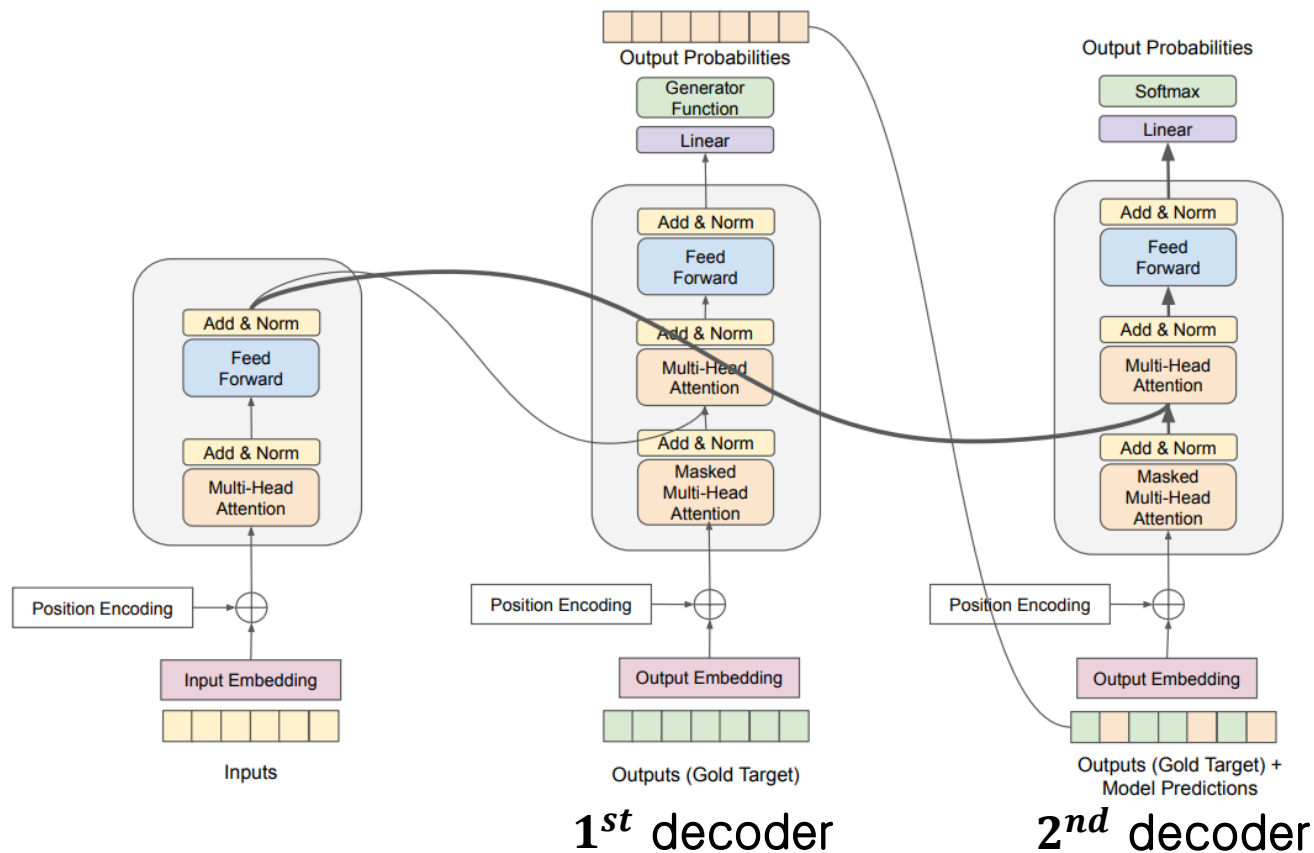 Add & Norm
Feed
Forward
Add & Norm
Multi-Head
Attention
Position Encoding
Input Embedding
Inputs
Output Probabilities
Generator
Function
Linear
Add & Norm
Feed
Forward
Add & Norm
Multi-Head
Attention
Add & Norm
Masked
Multi-Head
Attention
Position Encoding
Output Embedding
Outputs (Gold Target)
1st decoder
Output Probabilities
Softmax
Linear
Add & Norm
Feed
Forward
Add & Norm
Multi-Head
Attention
Add & Norm
Masked
Multi-Head
Attention
Position Encoding
Output Embedding
Outputs (Gold Target) +
Model Predictions
2nd decoder